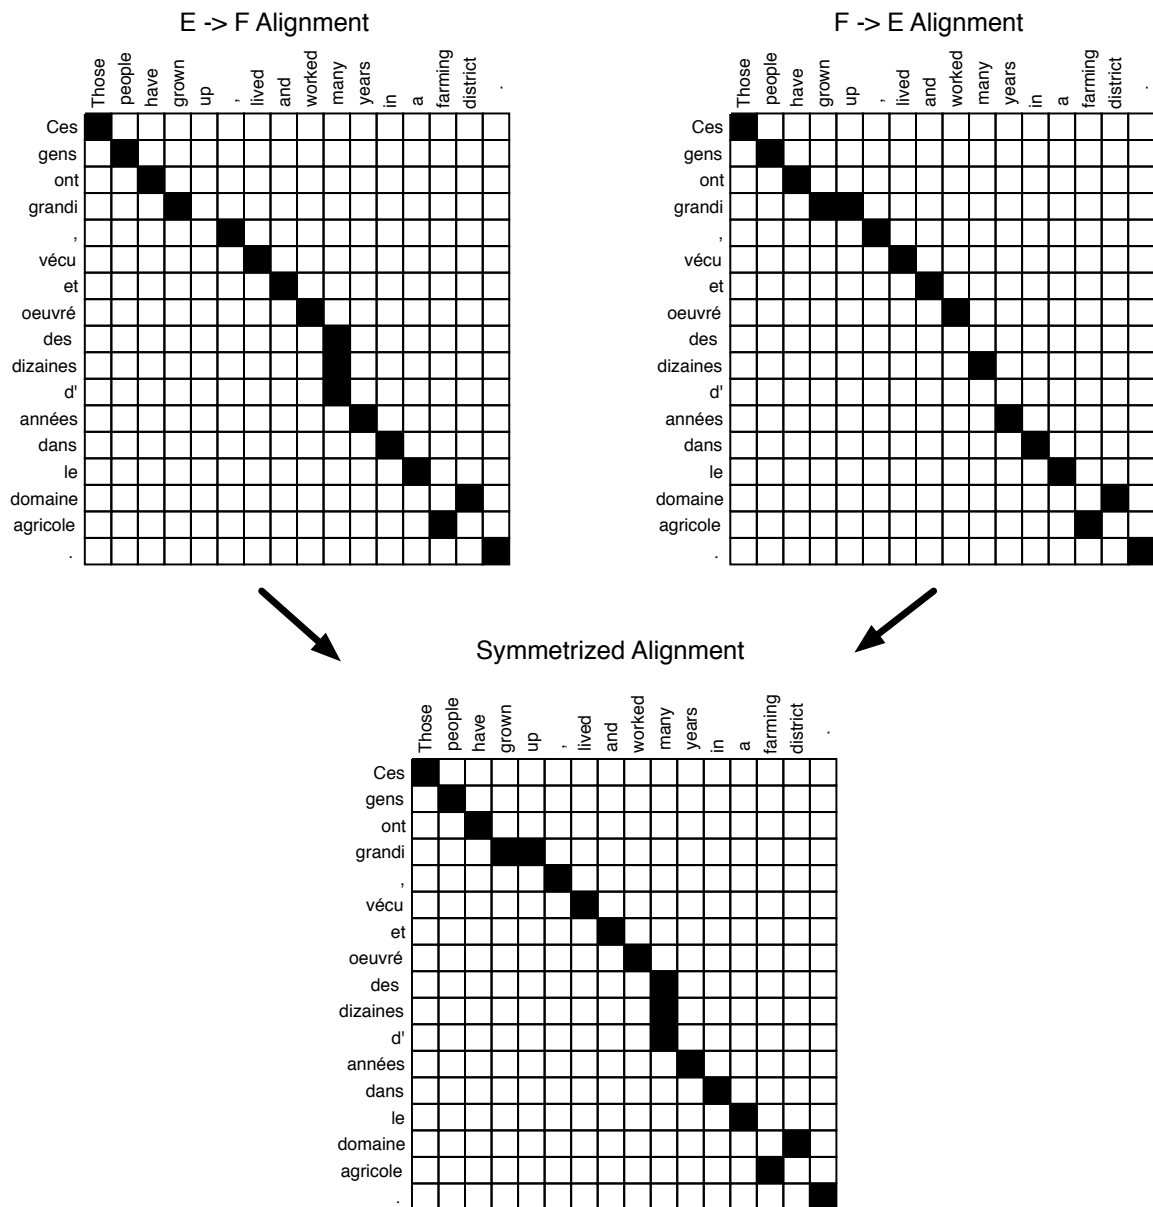 E -> F Alignment
Those people have grown up , lived and worked many years in a farming district .
Ces
gens
ont
grandi
,
vécu
et
oeuvré
des
dizaines
d'
années
dans
le
domaine
agricole
.
F -> E Alignment
Those people have grown up , lived and worked many years in a farming district .
Ces
gens
ont
grandi
,
vécu
et
oeuvré
des
dizaines
d'
années
dans
le
domaine
agricole
.
Symmetrized Alignment
Those people have grown up , lived and worked many years in a farming district .
Ces
gens
ont
grandi
,
vécu
et
oeuvré
des
dizaines
d'
années
dans
le
domaine
agricole
.